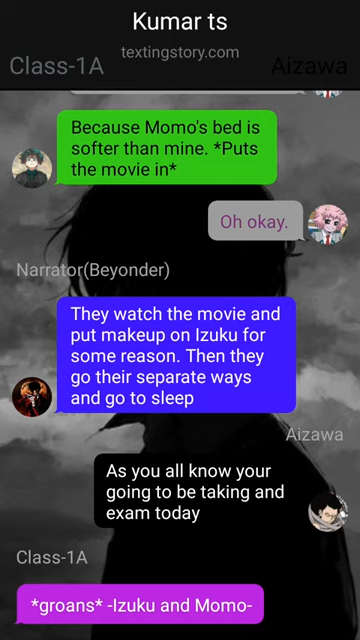 Kumar ts
textingstory.com
Class-1A
Aizawa
Because Momo's bed is
softer than mine. *Puts
the movie in*
Oh okay.
Narrator(Beyonder)
They watch the movie and
put makeup on Izuku for
some reason. Then they
go their separate ways
and go to sleep
Aizawa
As you all know your
going to be taking and
exam today
Class-1A
*groans* -Izuku and Momo-